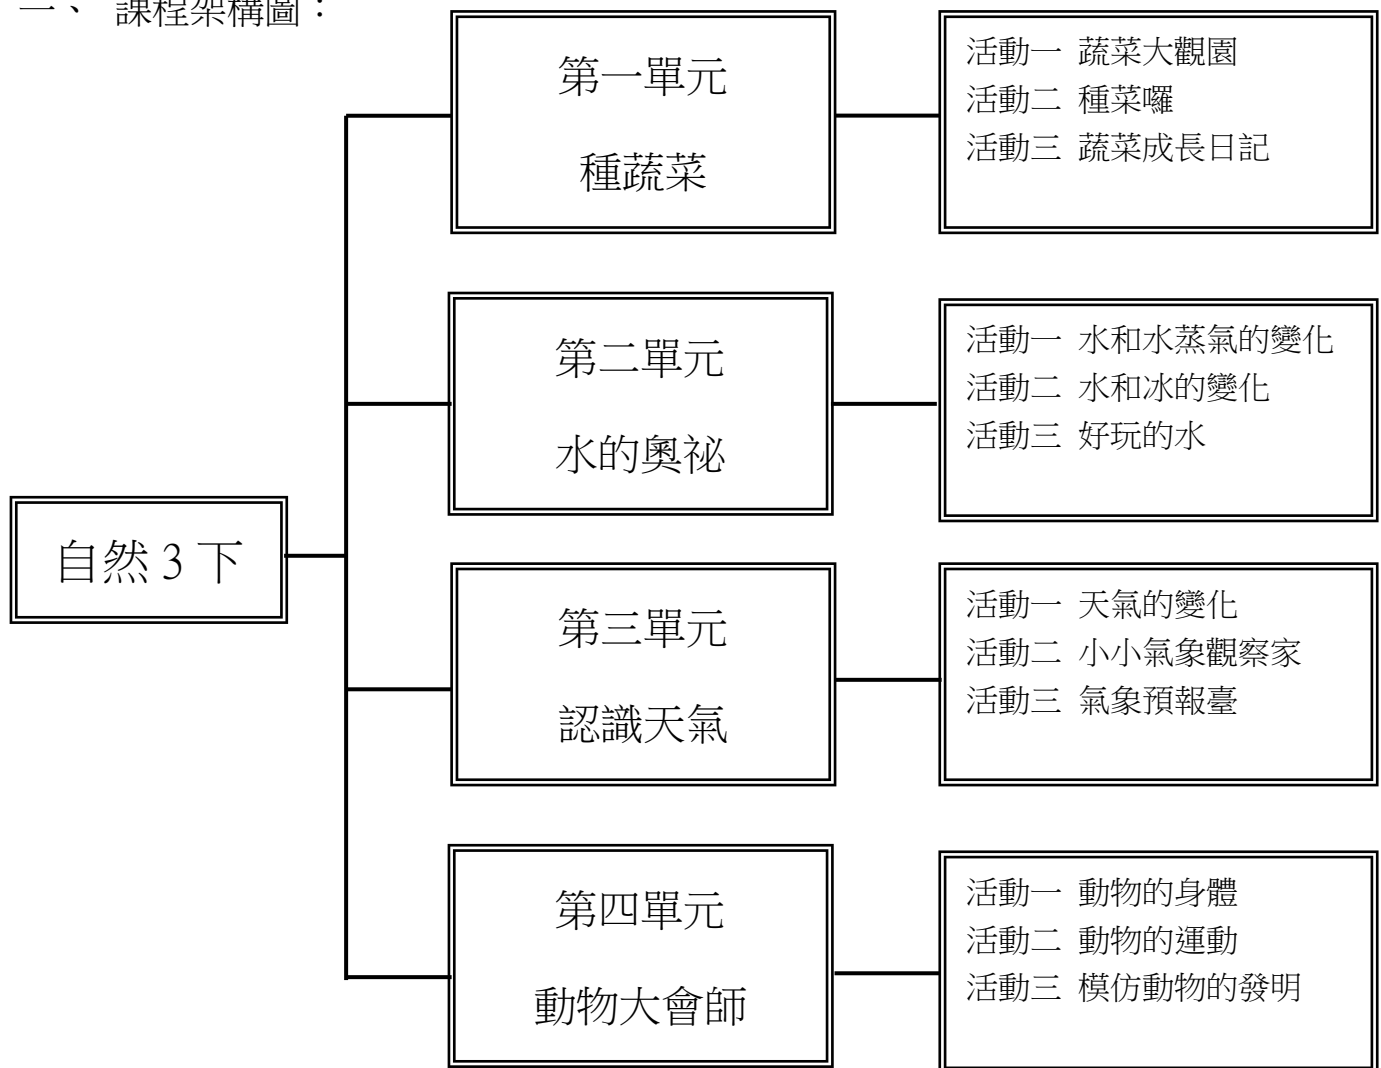 一、 課程架構圖：
第一單元
種蔬菜
活動一 蔬菜大觀園
活動二 種菜囉
活動三 蔬菜成長日記
第二單元
水的奧祕
活動一 水和水蒸氣的變化
活動二 水和冰的變化
活動三 好玩的水
自然3下
第三單元
認識天氣
活動一 天氣的變化
活動二 小小氣象觀察家
活動三 氣象預報臺
第四單元
動物大會師
活動一 動物的身體
活動二 動物的運動
活動三 模仿動物的發明